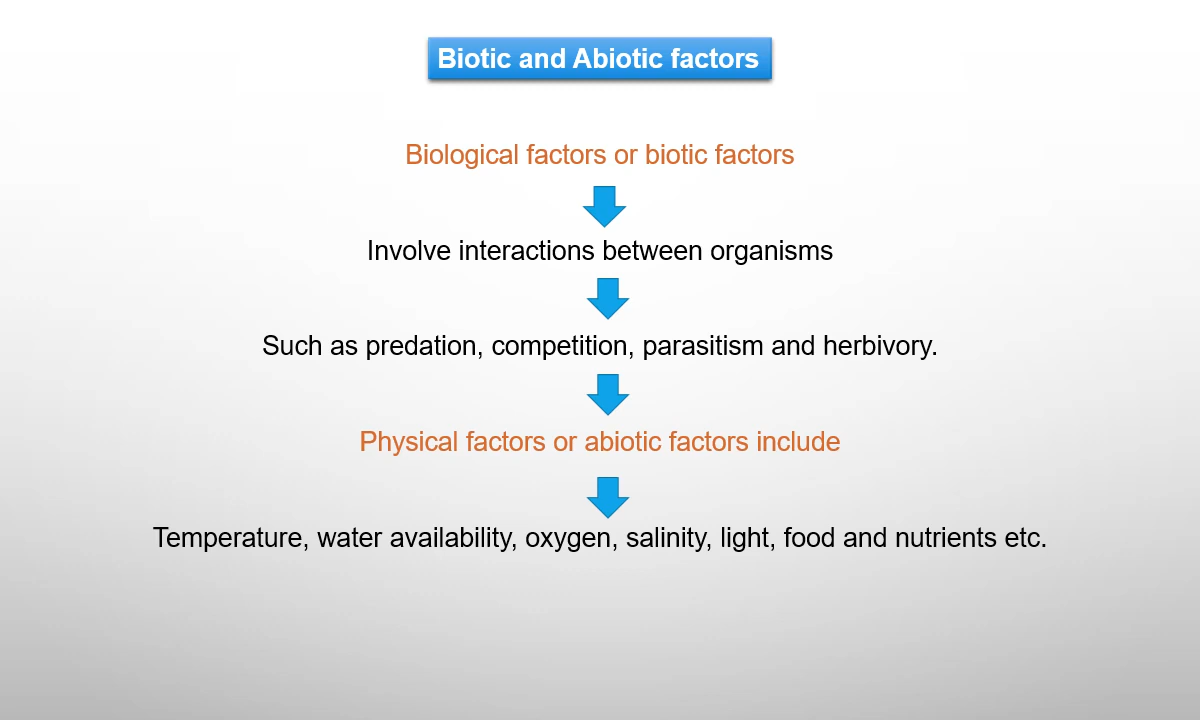 Biotic and Abiotic factors
Biological factors or biotic factors
Involve interactions between organisms
Such as predation, competition, parasitism and herbivory.
Physical factors or abiotic factors include
Temperature, water availability, oxygen, salinity, light, food and nutrients etc.